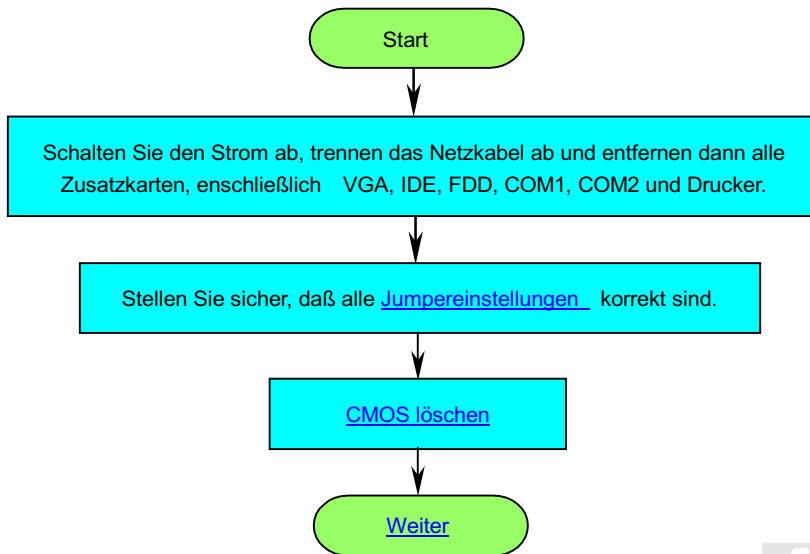 Start
Schalten Sie den Strom ab, trennen das Netzkabel ab und entfernen dann alle
Zusatzkarten, enschließlich VGA, IDE, FDD, COM1, COM2 und Drucker.
Stellen Sie sicher, daß alle Jumpereinstellungen korrekt sind.
CMOS löschen
Weiter